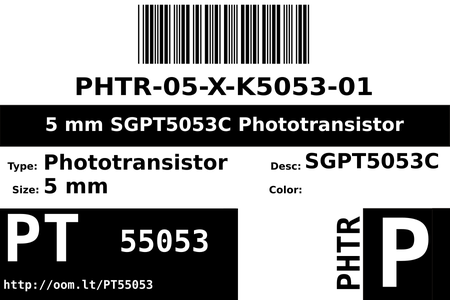 PHTR-05-X-K5053-01
5 mm SGPT5053C Phototransistor
Type: Phototransistor
Desc: SGPT5053C
Size: 5 mm
Color:
PT 55053
http://oom.lt/PT55053
PHTR
P